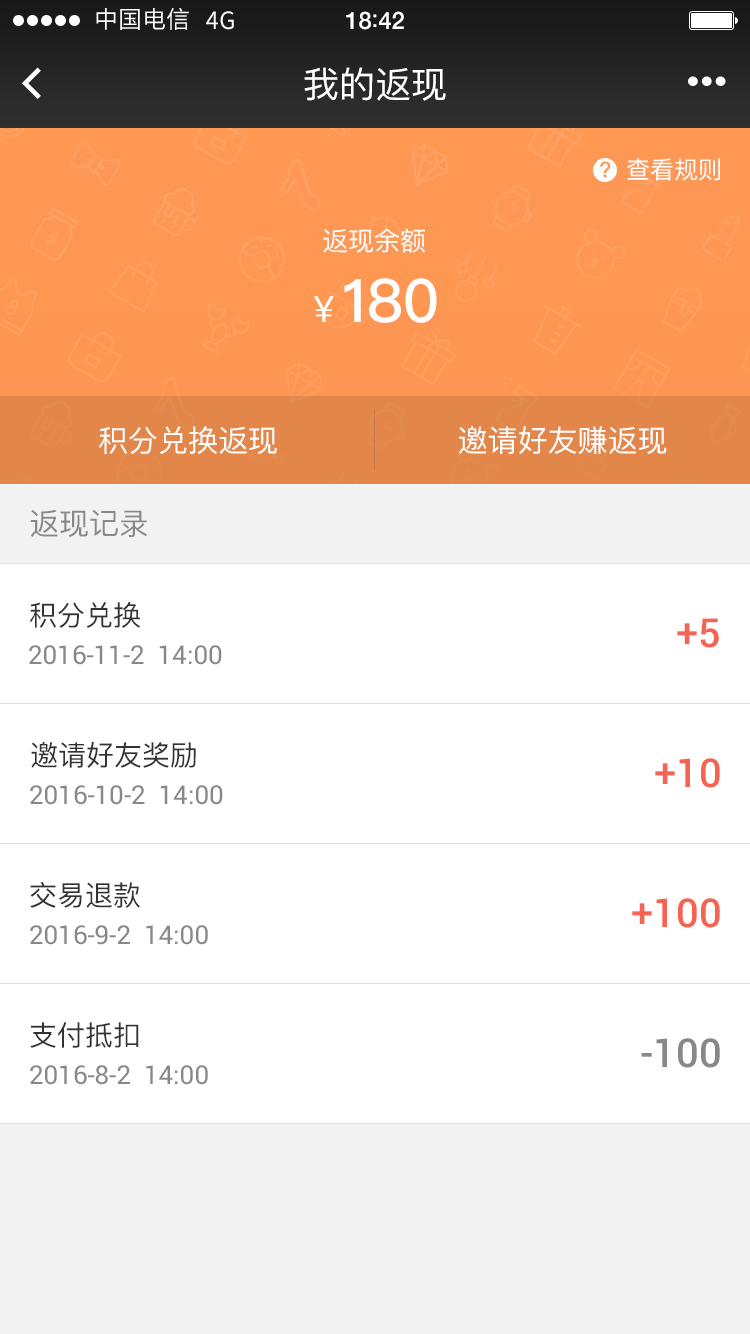 中国电信 4G 18:42
我的返现
? 查看规则
返现余额
¥180
积分兑换返现 邀请好友赚返现
返现记录
积分兑换
2016-11-2 14:00
+5
邀请好友奖励
2016-10-2 14:00
+10
交易退款
2016-9-2 14:00
+100
支付抵扣
2016-8-2 14:00
-100